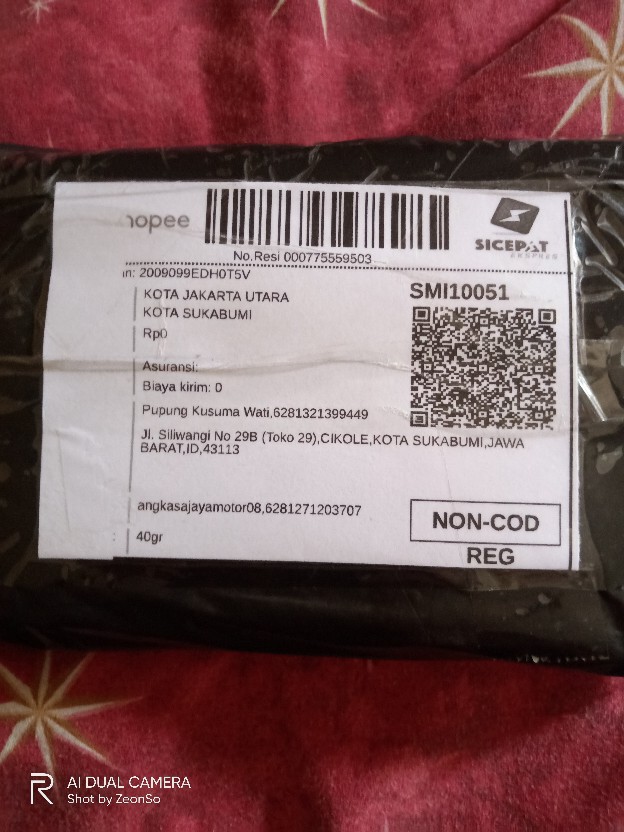 hopee
SICEPAT
EKSPRES
No.Resi 000775559503
in: 2009099EDH0T5V
KOTA JAKARTA UTARA
SMI10051
KOTA SUKABUMI
Rp0
Asuransi:
Biaya kirim: 0
Pupung Kusuma Wati,6281321399449
Jl. Siliwangi No 29B (Toko 29),CIKOLE,KOTA SUKABUMI,JAWA
BARAT,ID,43113
angkasajayamotor08,6281271203707
NON-COD
40gr
REG
AI DUAL CAMERA
Shot by ZeonSo